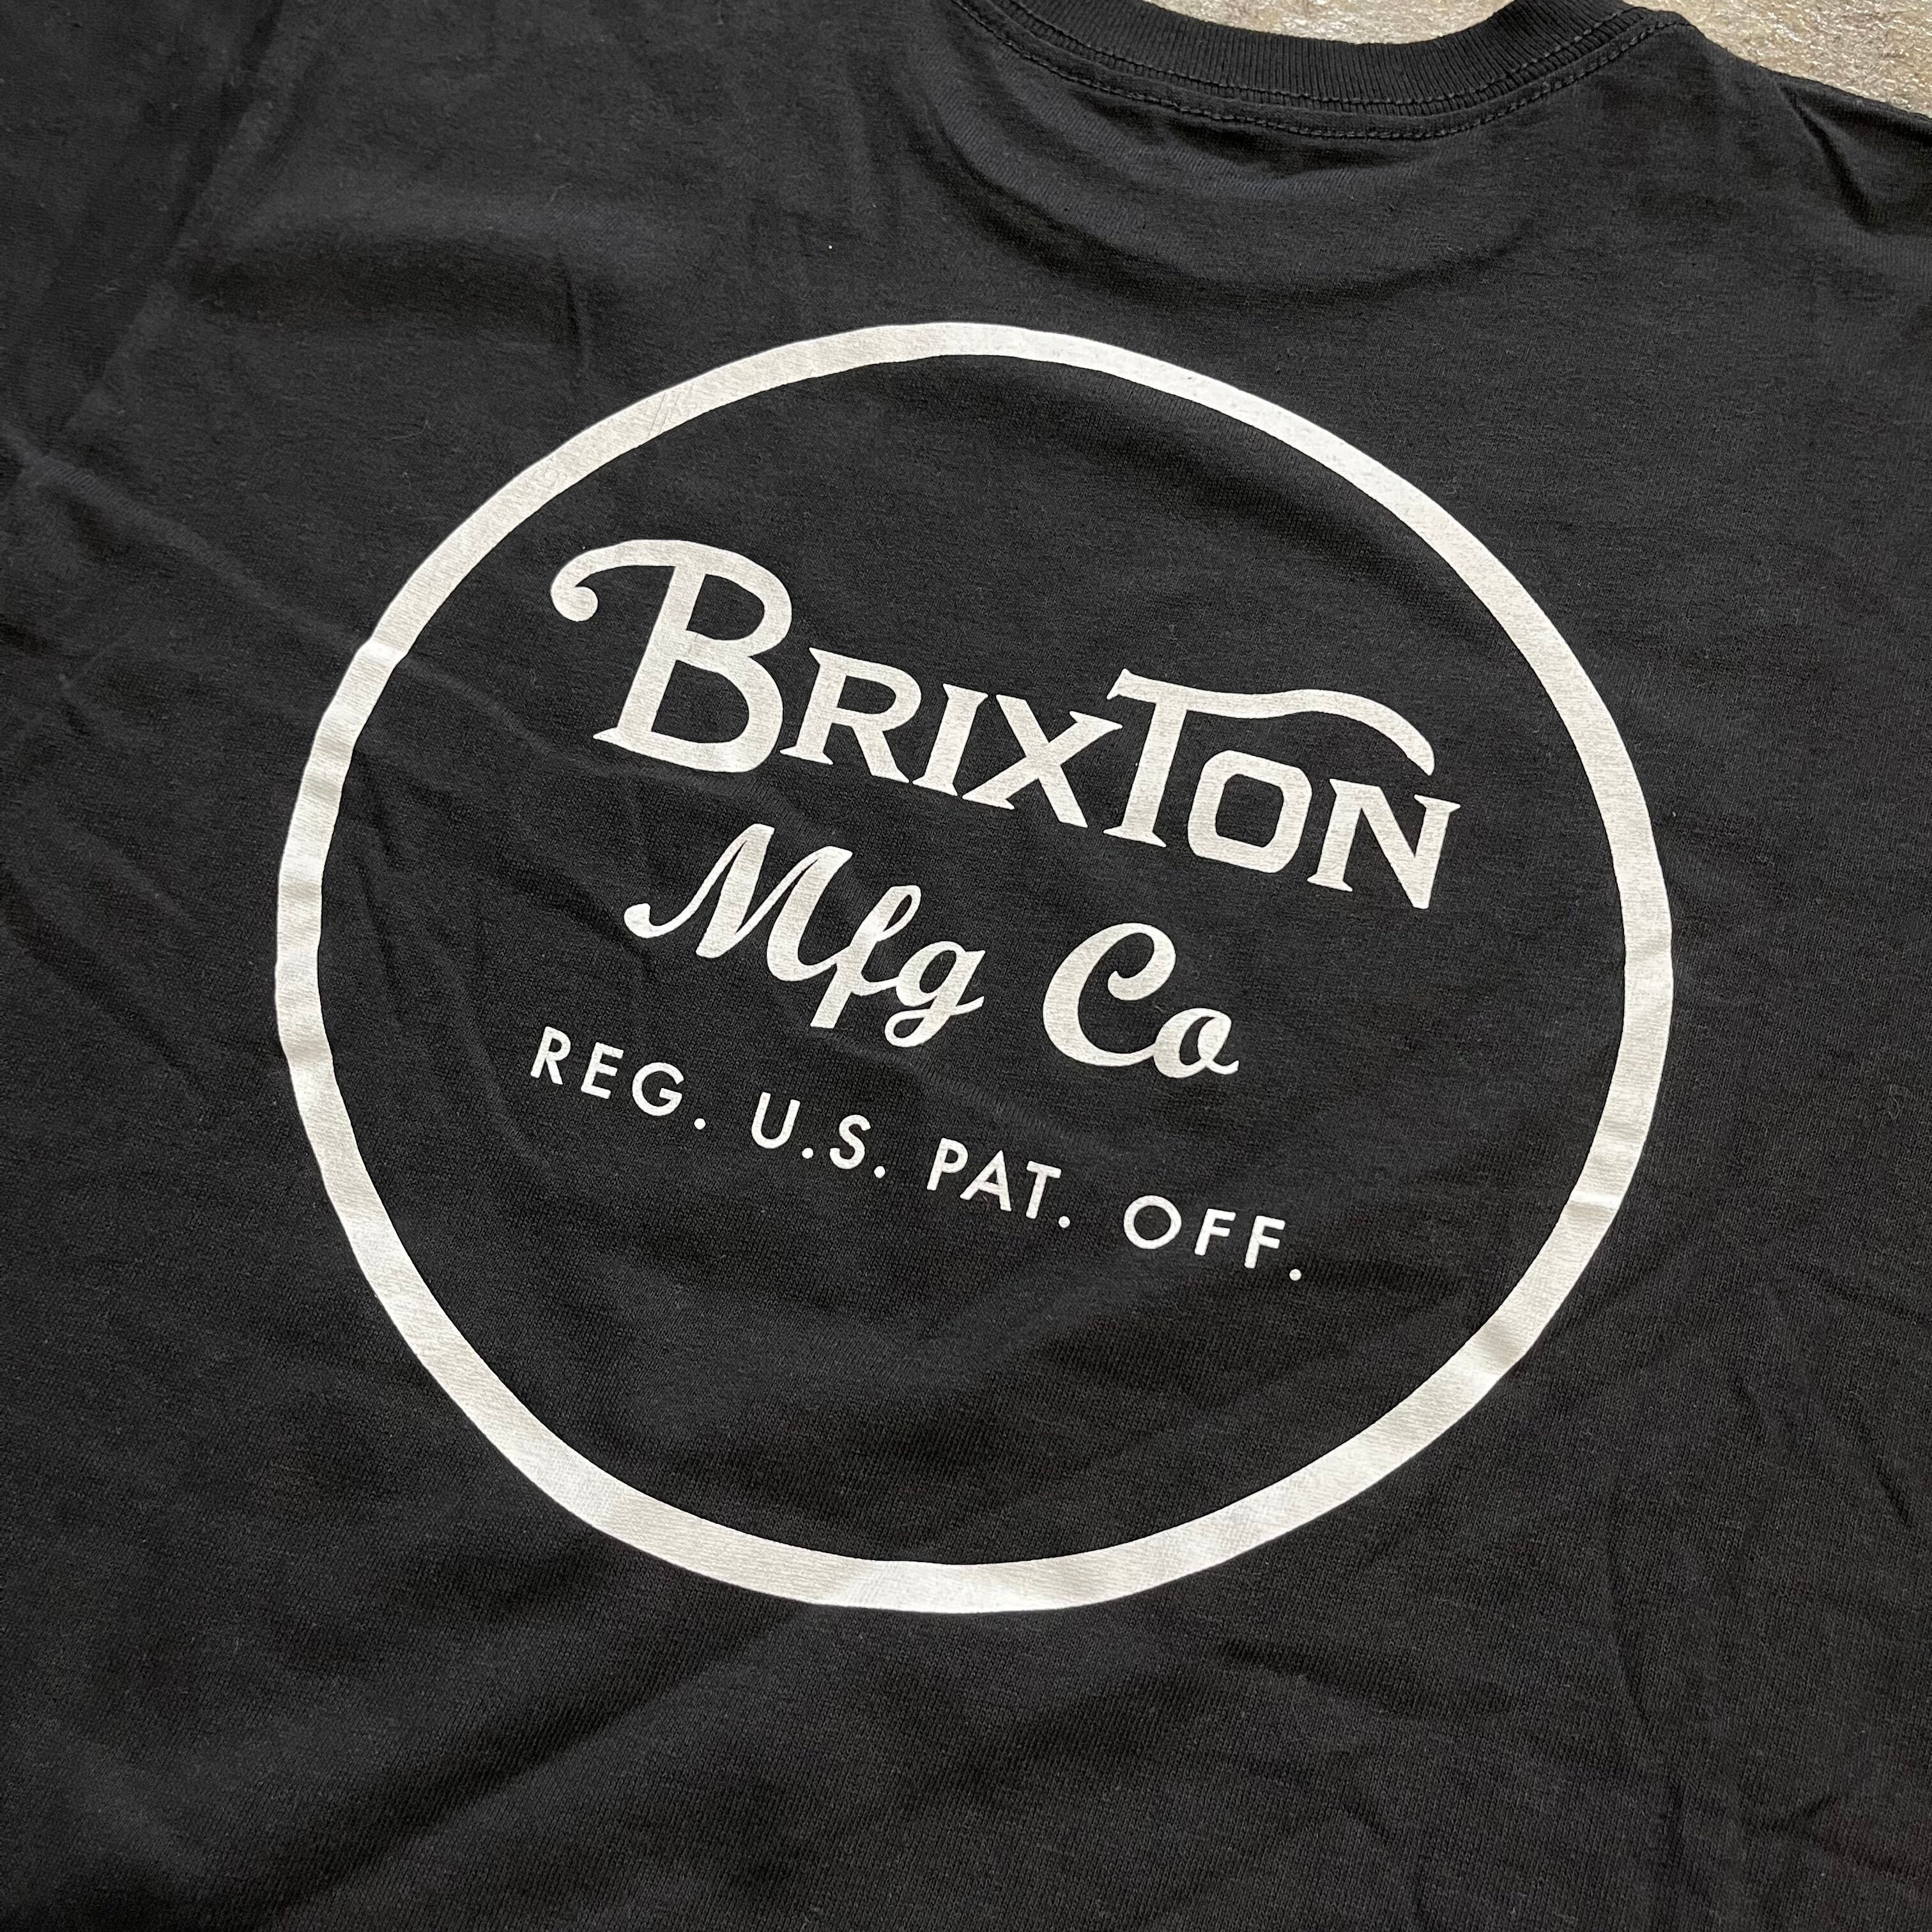 BRIXTON
Mfg Co
REG. U.S. PAT. OFF.